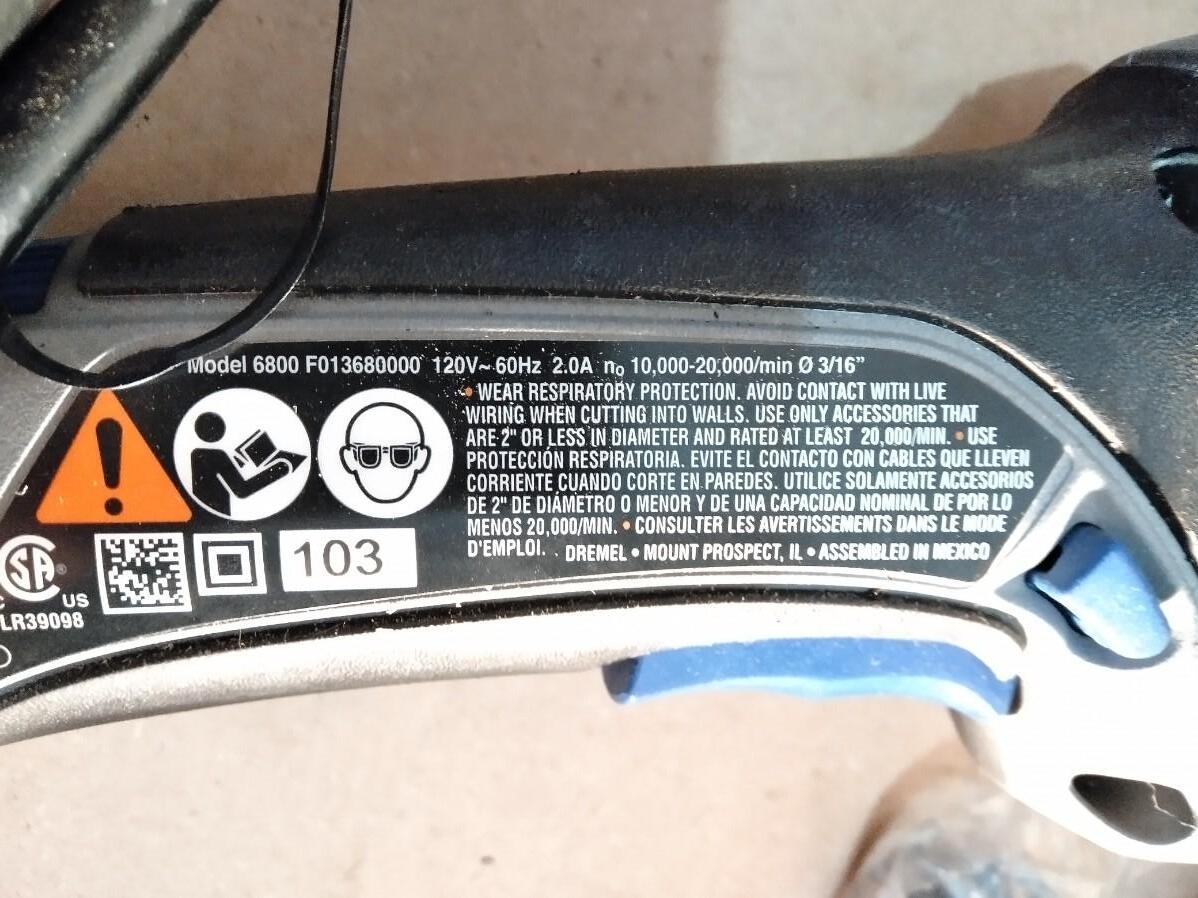 Model 6800 F013680000 120V~ 60Hz 2.0A n₀ 10,000-20,000/min Ø 3/16"
• WEAR RESPIRATORY PROTECTION. AVOID CONTACT WITH LIVE
WIRING WHEN CUTTING INTO WALLS. USE ONLY ACCESSORIES THAT
ARE 2" OR LESS IN DIAMETER AND RATED AT LEAST 20,000/MIN. • USE
PROTECCIÓN RESPIRATORIA. EVITE EL CONTACTO CON CABLES QUE LLEVEN
CORRIENTE CUANDO CORTE EN PAREDES. UTILICE SOLAMENTE ACCESORIOS
DE 2" DE DIÁMETRO O MENOR Y DE UNA CAPACIDAD NOMINAL DE POR LO
MENOS 20,000/MIN. • CONSULTER LES AVERTISSEMENTS DANS LE MODE
D'EMPLOI. DREMEL • MOUNT PROSPECT, IL • ASSEMBLED IN MEXICO
103
SA®
C US
LR39098